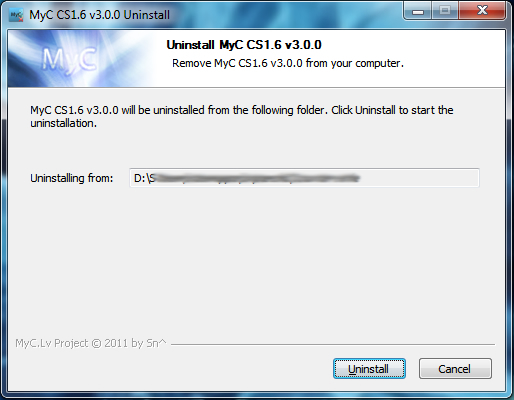 MyC CS1.6 v3.0.0 Uninstall
MyC
Uninstall MyC CS1.6 v3.0.0
Remove MyC CS1.6 v3.0.0 from your computer.
MyC CS1.6 v3.0.0 will be uninstalled from the following folder. Click Uninstall to start the
uninstallation.
Uninstalling from: D:\S
MyC.Lv Project © 2011 by Sn^
Uninstall Cancel